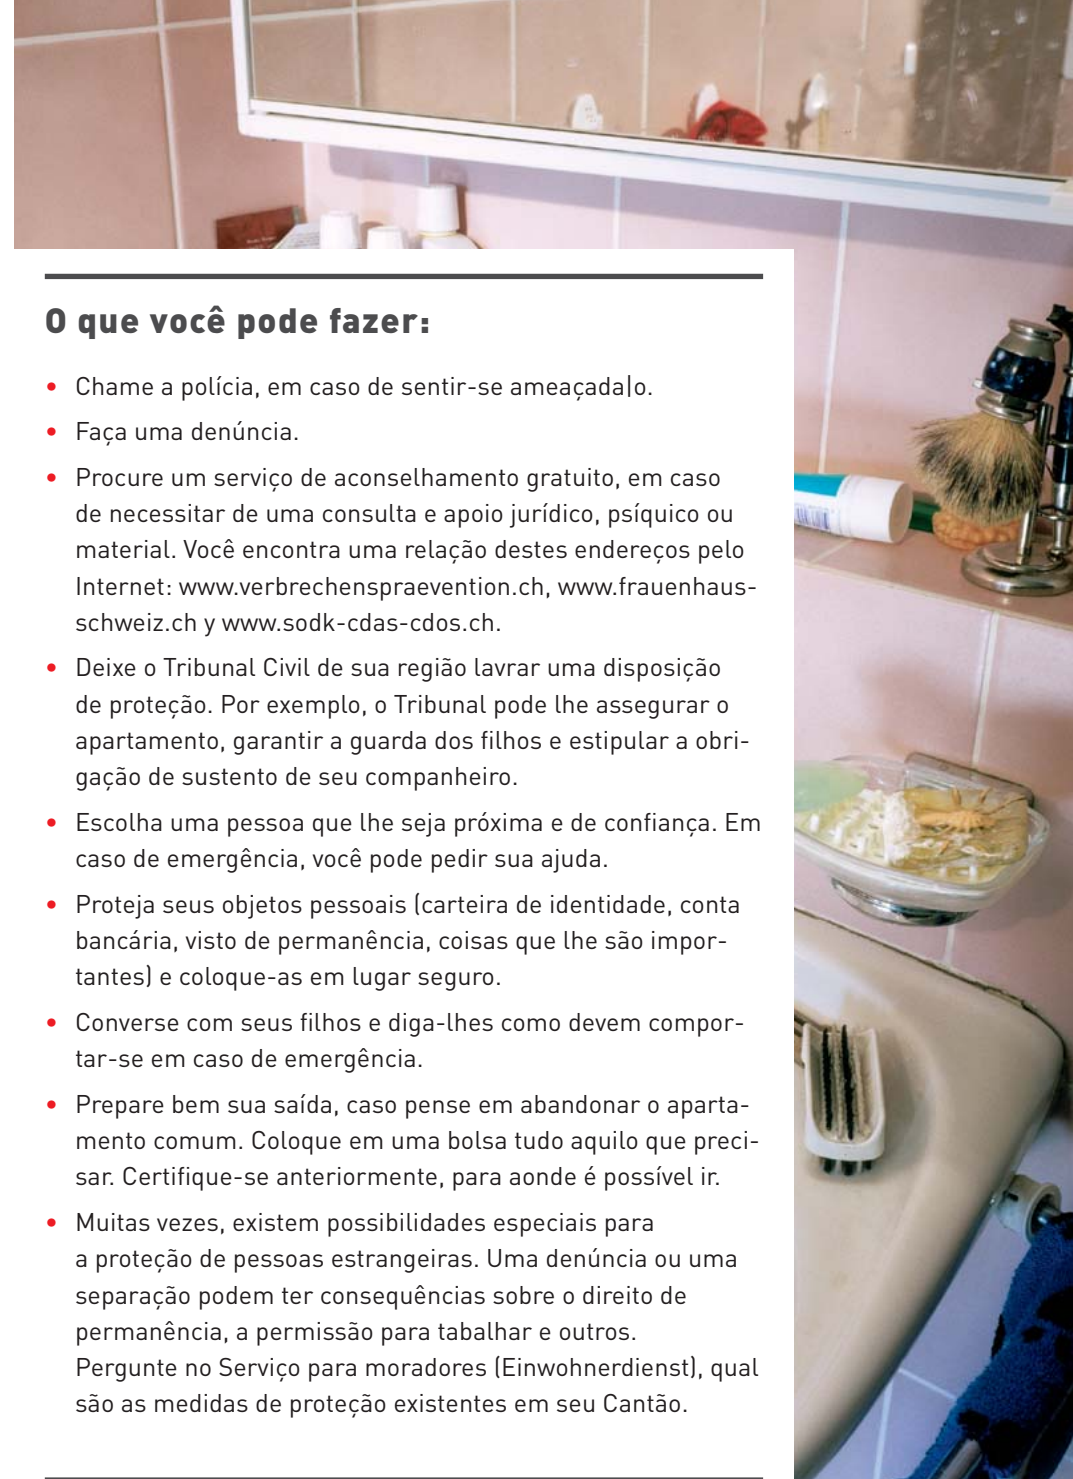 O que você pode fazer:
• Chame a polícia, em caso de sentir-se ameaçada|o.
• Faça uma denúncia.
• Procure um serviço de aconselhamento gratuito, em caso
de necessitar de uma consulta e apoio jurídico, psíquico ou
material. Você encontra uma relação destes endereços pelo
Internet: www.verbrechenspraevention.ch, www.frauenhaus-
schweiz.ch y www.sodk-cdas-cdos.ch.
• Deixe o Tribunal Civil de sua região lavrar uma disposição
de proteção. Por exemplo, o Tribunal pode lhe assegurar o
apartamento, garantir a guarda dos filhos e estipular a obri-
gação de sustento de seu companheiro.
• Escolha uma pessoa que lhe seja próxima e de confiança. Em
caso de emergência, você pode pedir sua ajuda.
• Proteja seus objetos pessoais (carteira de identidade, conta
bancária, visto de permanência, coisas que lhe são impor-
tantes) e coloque-as em lugar seguro.
• Converse com seus filhos e diga-lhes como devem compor-
tar-se em caso de emergência.
• Prepare bem sua saída, caso pense em abandonar o aparta-
mento comum. Coloque em uma bolsa tudo aquilo que preci-
sar. Certifique-se anteriormente, para aonde é possível ir.
• Muitas vezes, existem possibilidades especiais para
a proteção de pessoas estrangeiras. Uma denúncia ou uma
separação podem ter consequências sobre o direito de
permanência, a permissão para tabalhar e outros.
Pergunte no Serviço para moradores (Einwohnerdienst), qual
são as medidas de proteção existentes em seu Cantão.